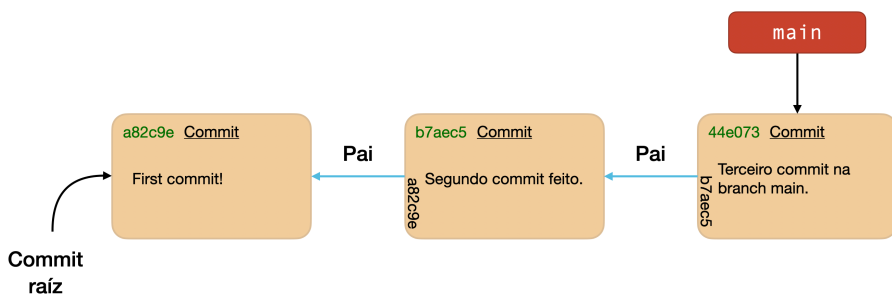 main
a82c9e Commit
First commit!
Pai
b7aec5 Commit
Segundo commit feito.
a82c9e
Pai
44e073 Commit
Terceiro commit na
branch main.
b7aec5
Commit
raíz